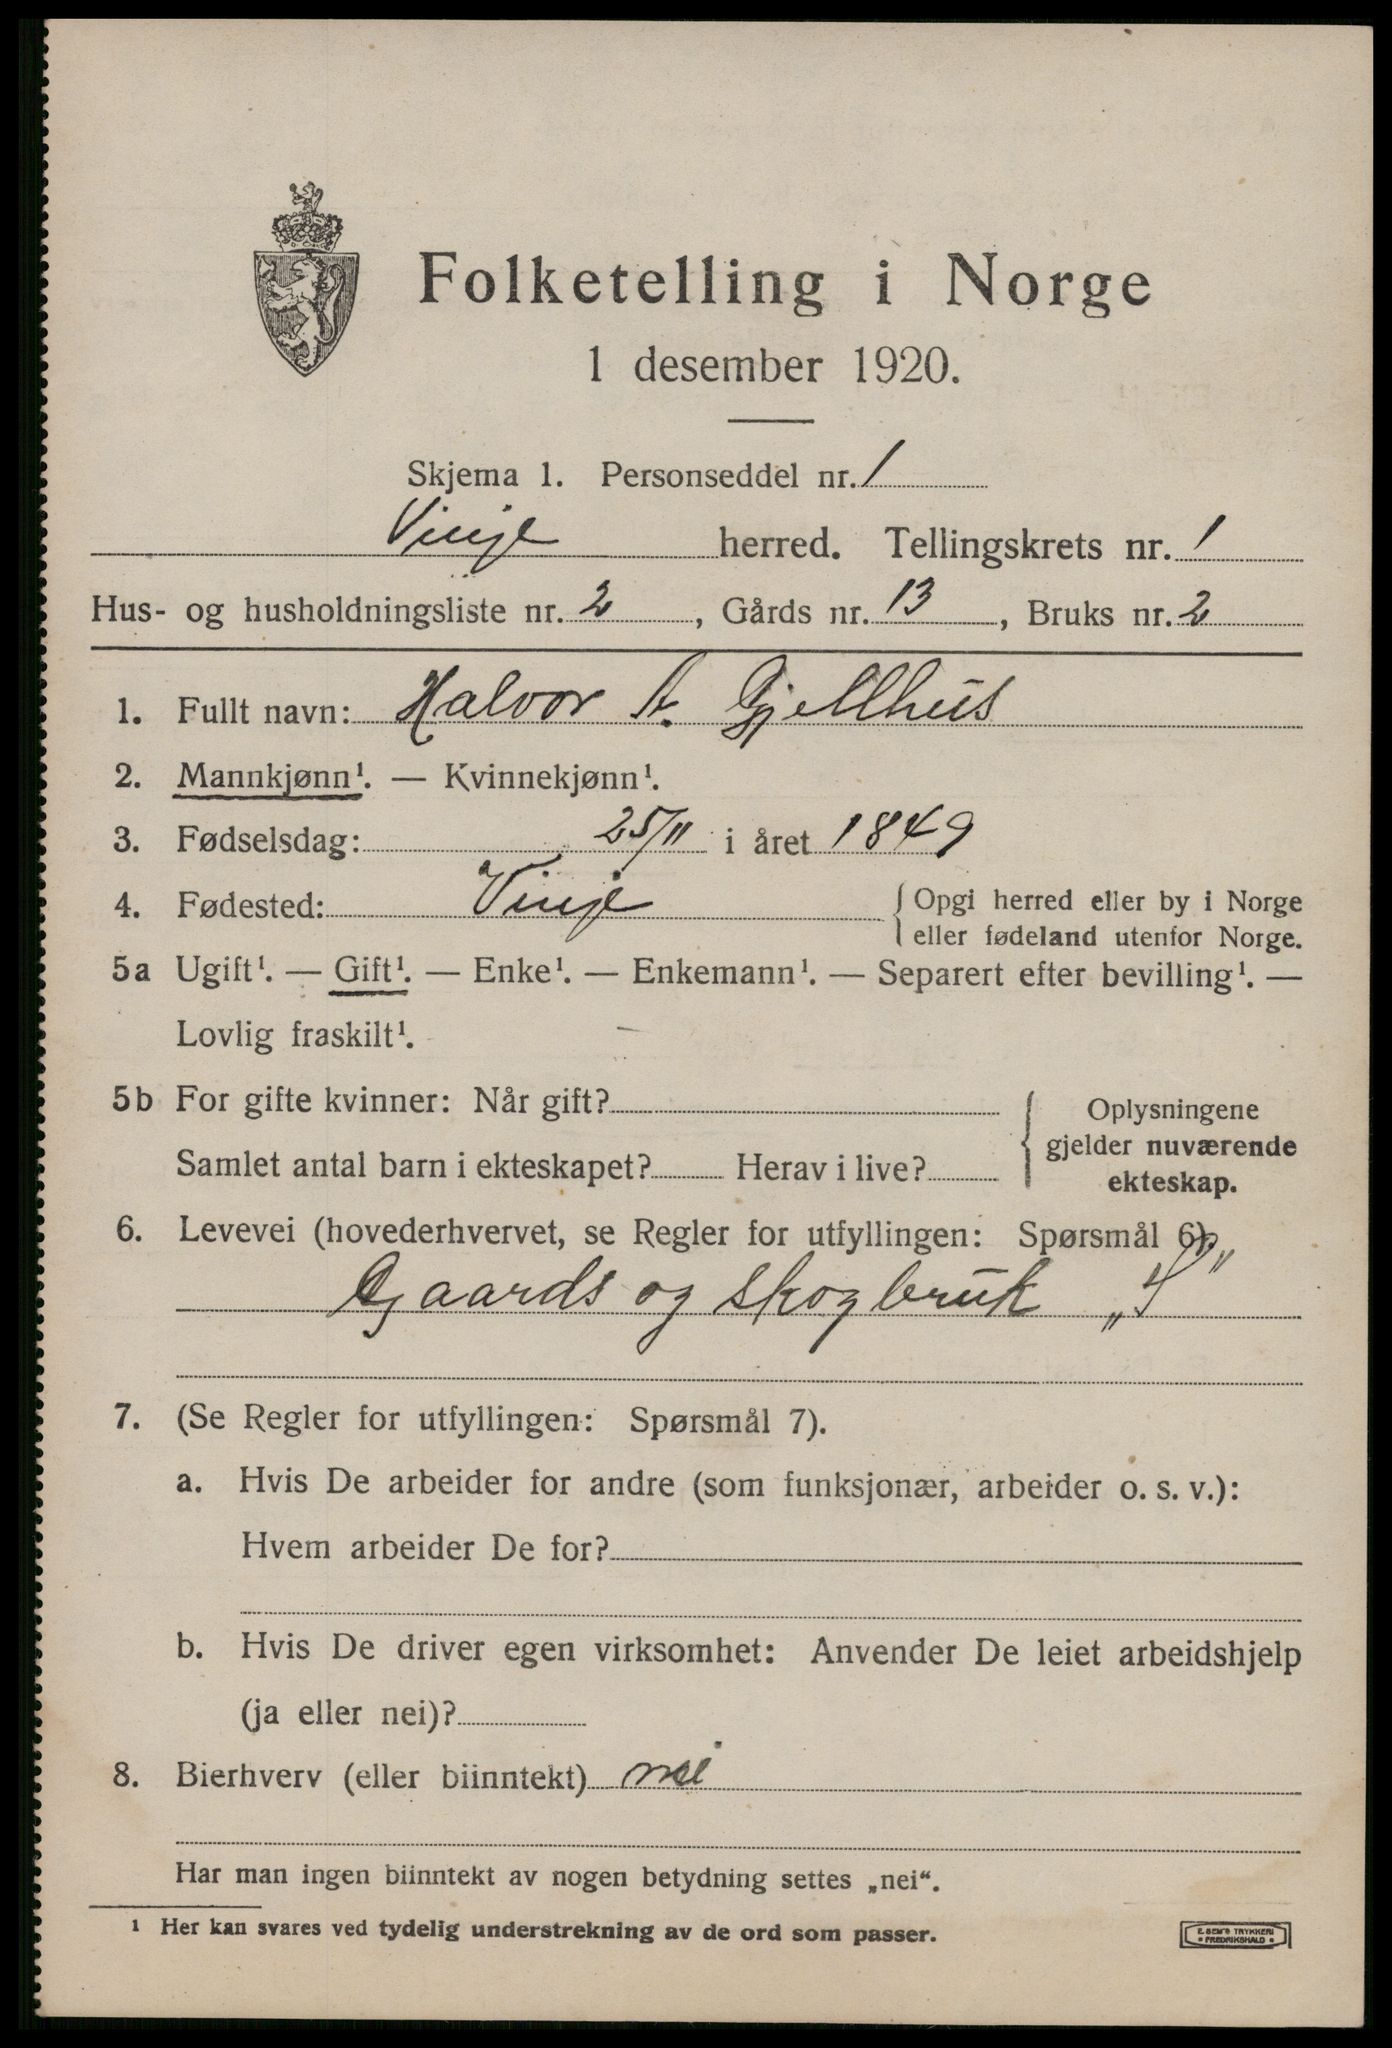 Folketelling i Norge
1 desember 1920.
Skjema 1. Personseddel nr. 1
Vinje herred. Tellingskrets nr. 1
Hus- og husholdningsliste nr. 2, Gårds nr. 13, Bruks nr. 2
1. Fullt navn: Halvor A. Gjellhus
2. Mannkjønn¹. — Kvinnekjønn¹.
3. Fødselsdag: 25/11 i året 1849
4. Fødested: Vinje { Opgi herred eller by i Norge
eller fødeland utenfor Norge.
5a Ugift¹. — Gift¹. — Enke¹. — Enkemann¹. — Separert efter bevilling¹. —
Lovlig fraskilt¹.
5b For gifte kvinner: Når gift?
Samlet antal barn i ekteskapet? Herav i live?
Oplysningene
gjelder nuværende
ekteskap.
6. Levevei (hovederhvervet, se Regler for utfyllingen: Spørsmål 6).
Gaards og skogbruk „S”
7. (Se Regler for utfyllingen: Spørsmål 7).
a. Hvis De arbeider for andre (som funksjonær, arbeider o. s. v.):
Hvem arbeider De for?
b. Hvis De driver egen virksomhet: Anvender De leiet arbeidshjelp
(ja eller nei)?
8. Bierhverv (eller biinntekt) nei
Har man ingen biinntekt av nogen betydning settes „nei“.
¹ Her kan svares ved tydelig understrekning av de ord som passer.
E. SEM'S TRYKKERI
• FREDRIKSHALD •